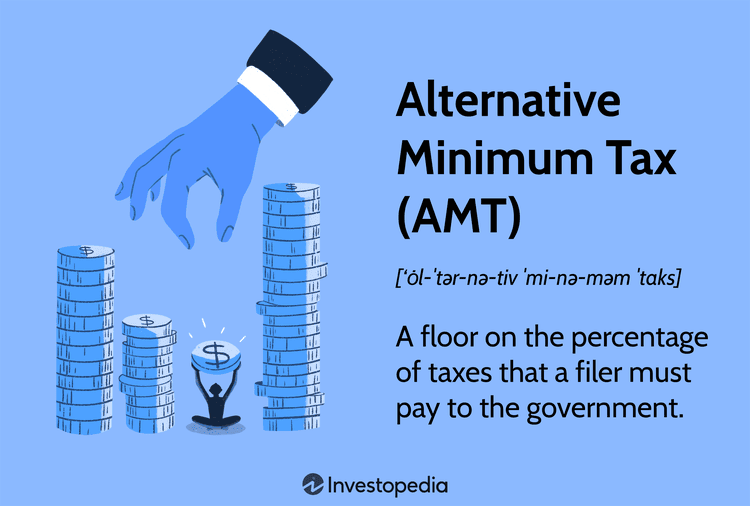 Alternative
Minimum Tax
(AMT)
[ˈȯl-ˈtər-nə-tiv ˈmi-nə-məm ˈtaks]
A floor on the percentage
of taxes that a filer must
pay to the government.
$
$
$
$
Investopedia